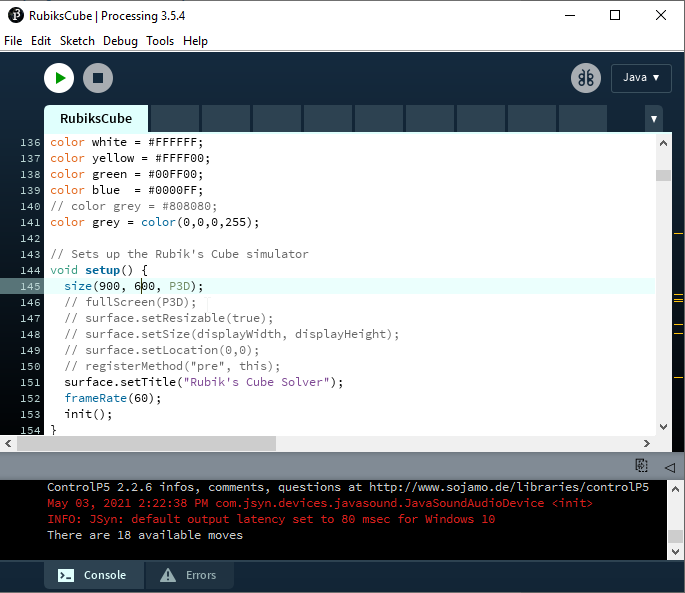 RubiksCube | Processing 3.5.4
File Edit Sketch Debug Tools Help
Java ▼
RubiksCube
136 color white = #FFFFFF;
137 color yellow = #FFFF00;
138 color green = #00FF00;
139 color blue  = #0000FF;
140 // color grey = #808080;
141 color grey = color(0,0,0,255);
142
143 // Sets up the Rubik's Cube simulator
144 void setup() {
145   size(900, 600, P3D);
146   // fullScreen(P3D);
147   // surface.setResizable(true);
148   // surface.setSize(displayWidth, displayHeight);
149   // surface.setLocation(0,0);
150   // registerMethod("pre", this);
151   surface.setTitle("Rubik's Cube Solver");
152   frameRate(60);
153   init();
154 }
ControlP5 2.2.6 infos, comments, questions at http://www.sojamo.de/libraries/controlP5
May 03, 2021 2:22:38 PM com.jsyn.devices.javasound.JavaSoundAudioDevice <init>
INFO: JSyn: default output latency set to 80 msec for Windows 10
There are 18 available moves
Console Errors